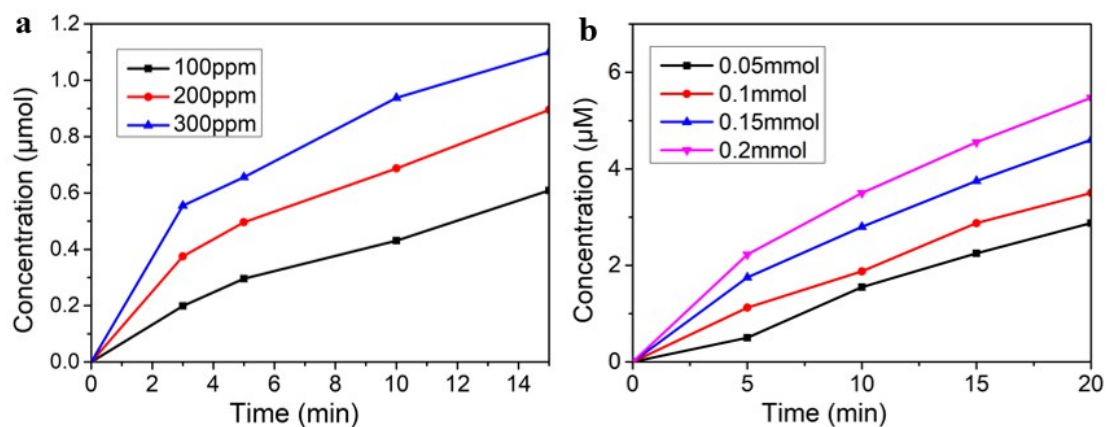 a
1.2
1.0
0.8
0.6
0.4
0.2
0.0
Concentration (µmol)
100ppm
200ppm
300ppm
0 2 4 6 8 10 12 14
Time (min)
b
6
4
2
0
Concentration (µM)
0.05mmol
0.1mmol
0.15mmol
0.2mmol
0 5 10 15 20
Time (min)